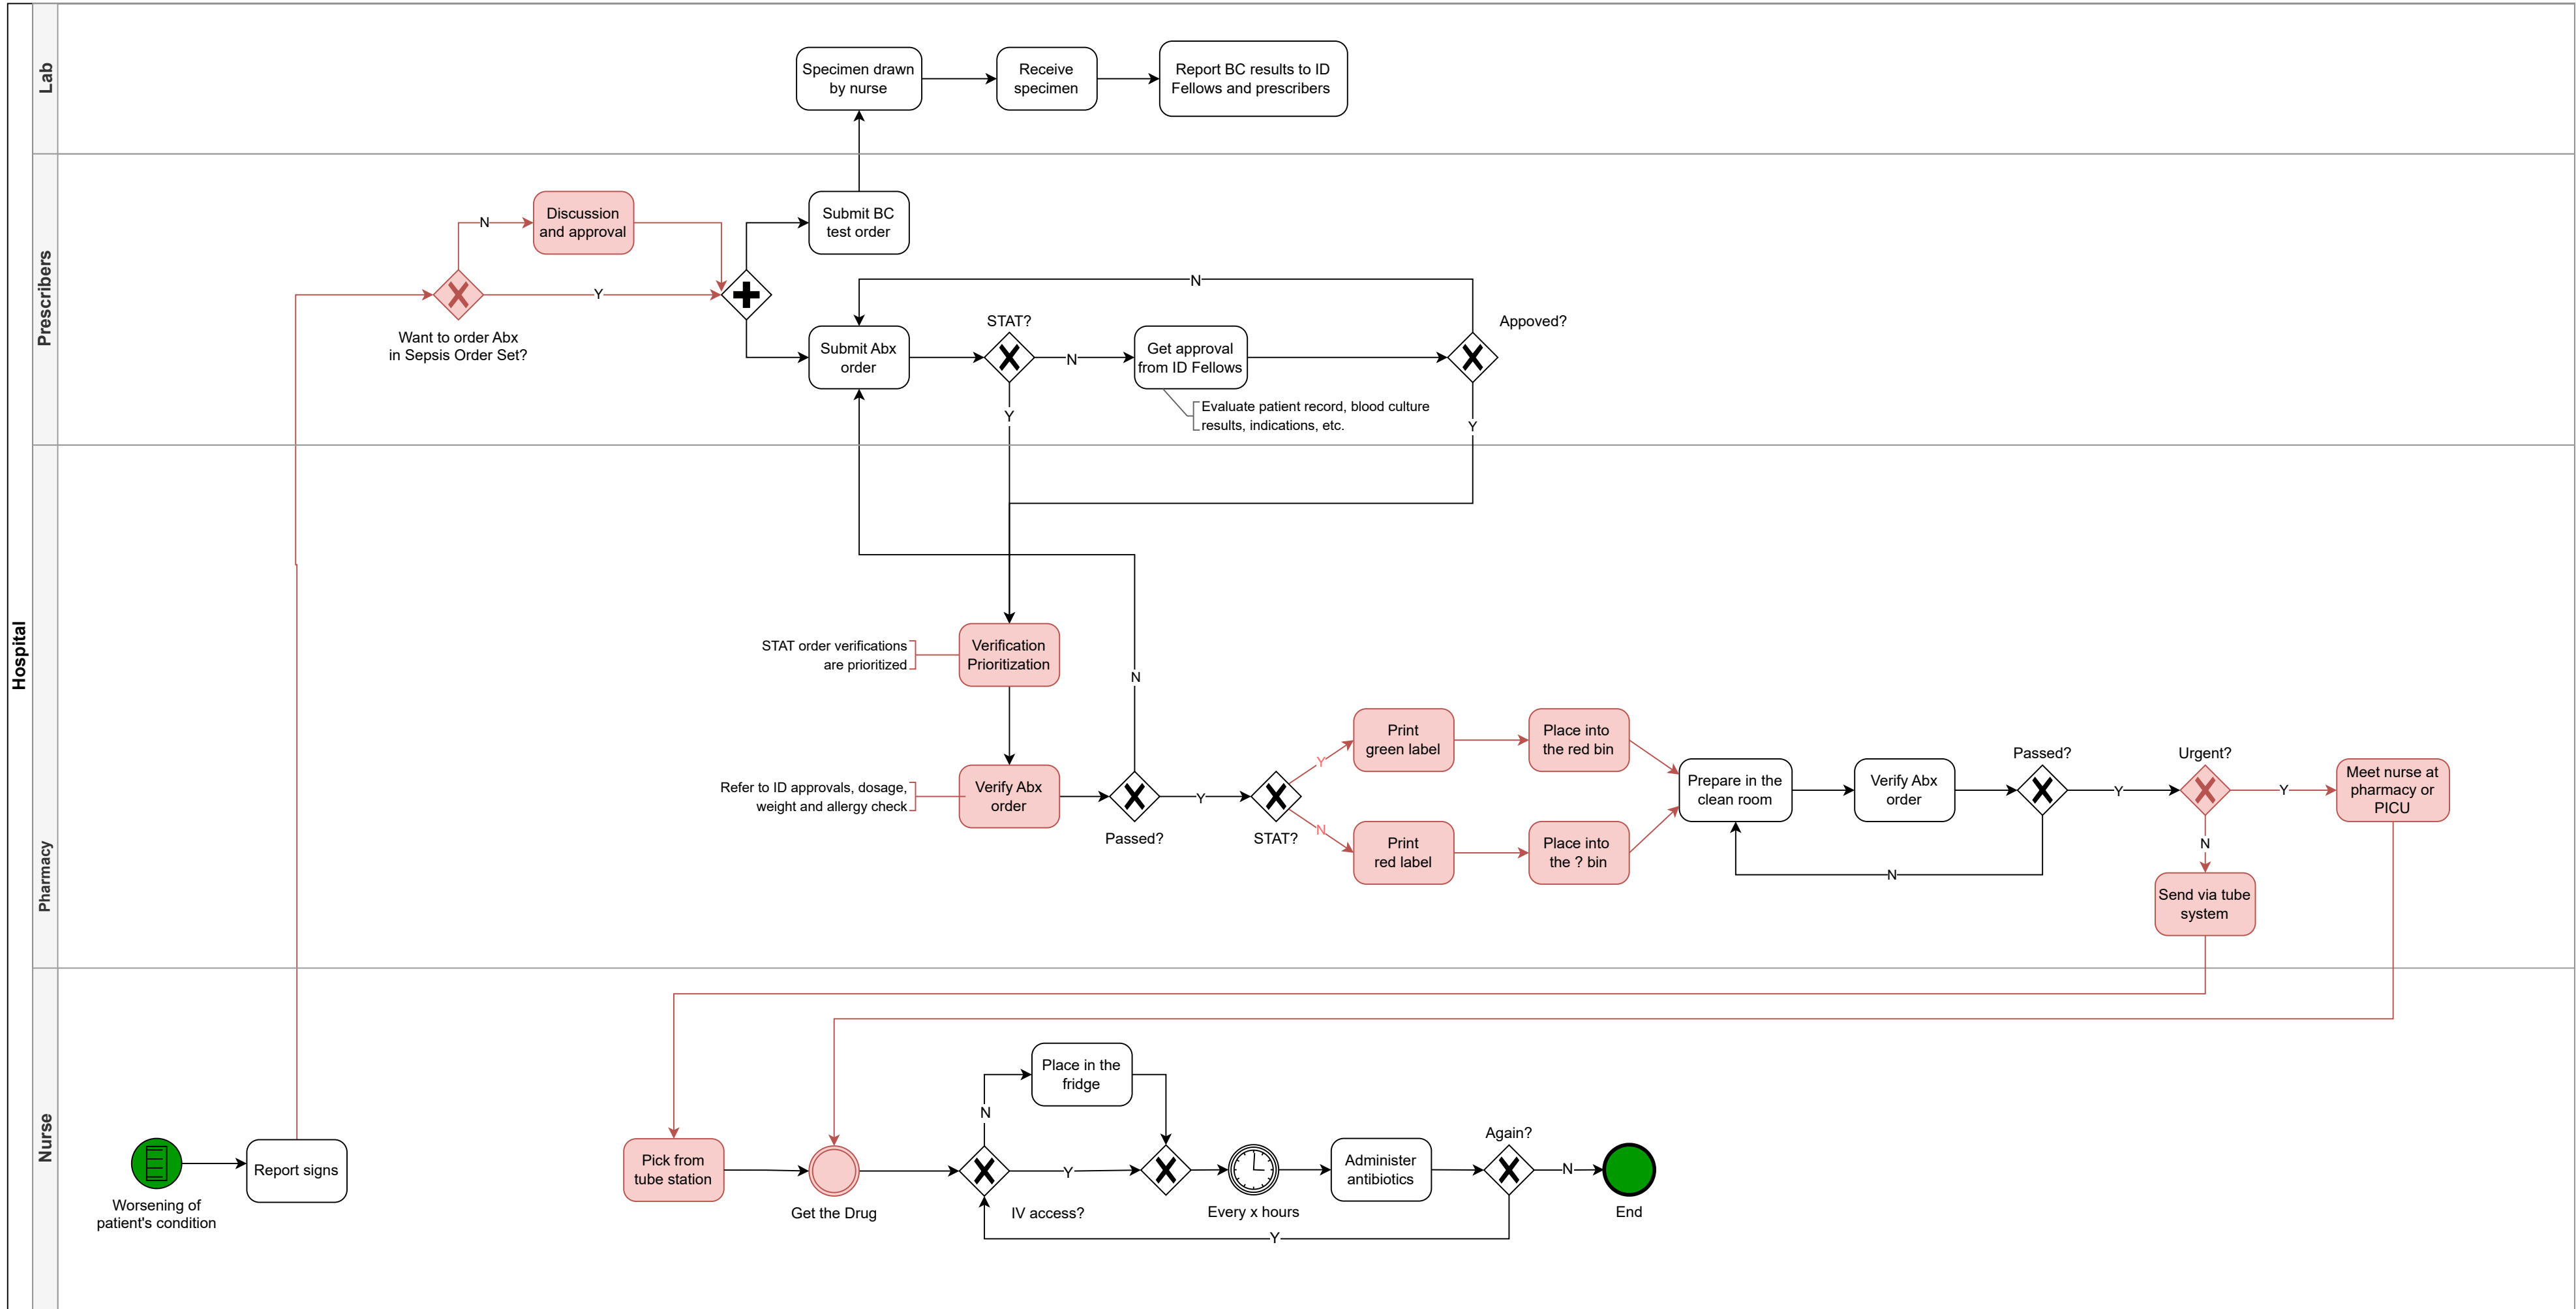 Hospital
Lab
Specimen drawn
by nurse
Receive
specimen
Report BC results to ID
Fellows and prescribers
Prescribers
N
Discussion
and approval
Y
Want to order Abx
in Sepsis Order Set?
Submit BC
test order
N
Submit Abx
order
STAT?
N
Y
Get approval
from ID Fellows
Evaluate patient record, blood culture
results, indications, etc.
Appoved?
Y
Pharmacy
STAT order verifications
are prioritized
Verification
Prioritization
Refer to ID approvals, dosage,
weight and allergy check
Verify Abx
order
N
Passed?
Y
STAT?
Y
N
Print
green label
Place into
the red bin
Print
red label
Place into
the ? bin
Prepare in the
clean room
Verify Abx
order
Passed?
N
Y
Urgent?
Y
N
Meet nurse at
pharmacy or
PICU
Send via tube
system
Nurse
Worsening of
patient's condition
Report signs
Pick from
tube station
Get the Drug
N
Place in the
fridge
Y
IV access?
Every x hours
Administer
antibiotics
Again?
Y
N
End